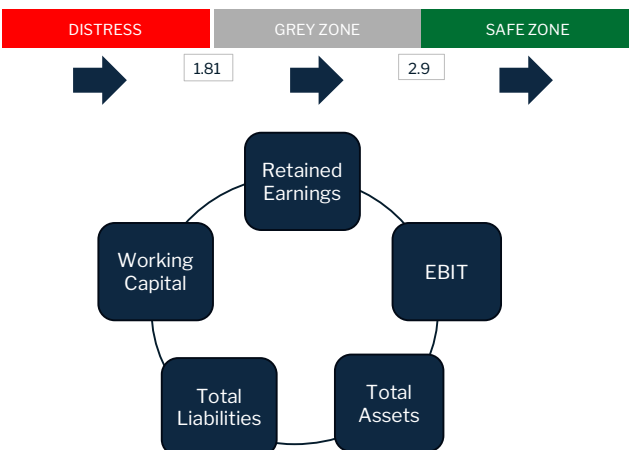 DISTRESS
GREY ZONE
SAFE ZONE
1.81
2.9
Retained
Earnings
Working
Capital
EBIT
Total
Liabilities
Total
Assets